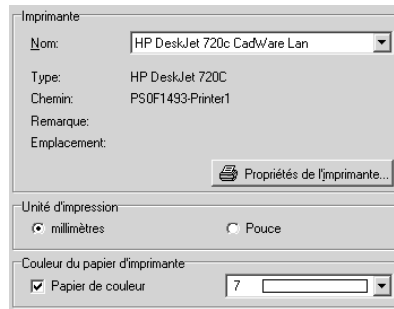 Imprimante
Nom: HP DeskJet 720c CadWare Lan
Type: HP DeskJet 720C
Chemin: PS0F1493-Printer1
Remarque:
Emplacement:
Propriétés de l'imprimante...
Unité d'impression
millimètres Pouce
Couleur du papier d'imprimante
Papier de couleur 7